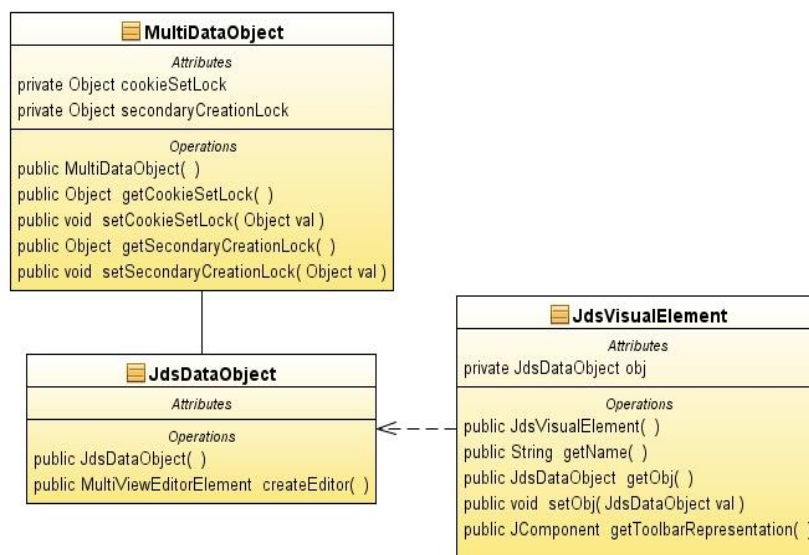 MultiDataObject
Attributes
private Object cookieSetLock
private Object secondaryCreationLock
Operations
public MultiDataObject( )
public Object getCookieSetLock( )
public void setCookieSetLock( Object val )
public Object getSecondaryCreationLock( )
public void setSecondaryCreationLock( Object val )
JdsDataObject
Attributes
Operations
public JdsDataObject( )
public MultiViewEditorElement createEditor( )
JdsVisualElement
Attributes
private JdsDataObject obj
Operations
public JdsVisualElement( )
public String getName( )
public JdsDataObject getObj( )
public void setObj( JdsDataObject val )
public JComponent getToolbarRepresentation( )